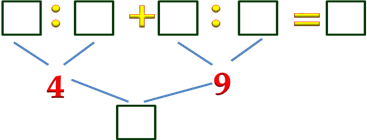 : + : =
4 9